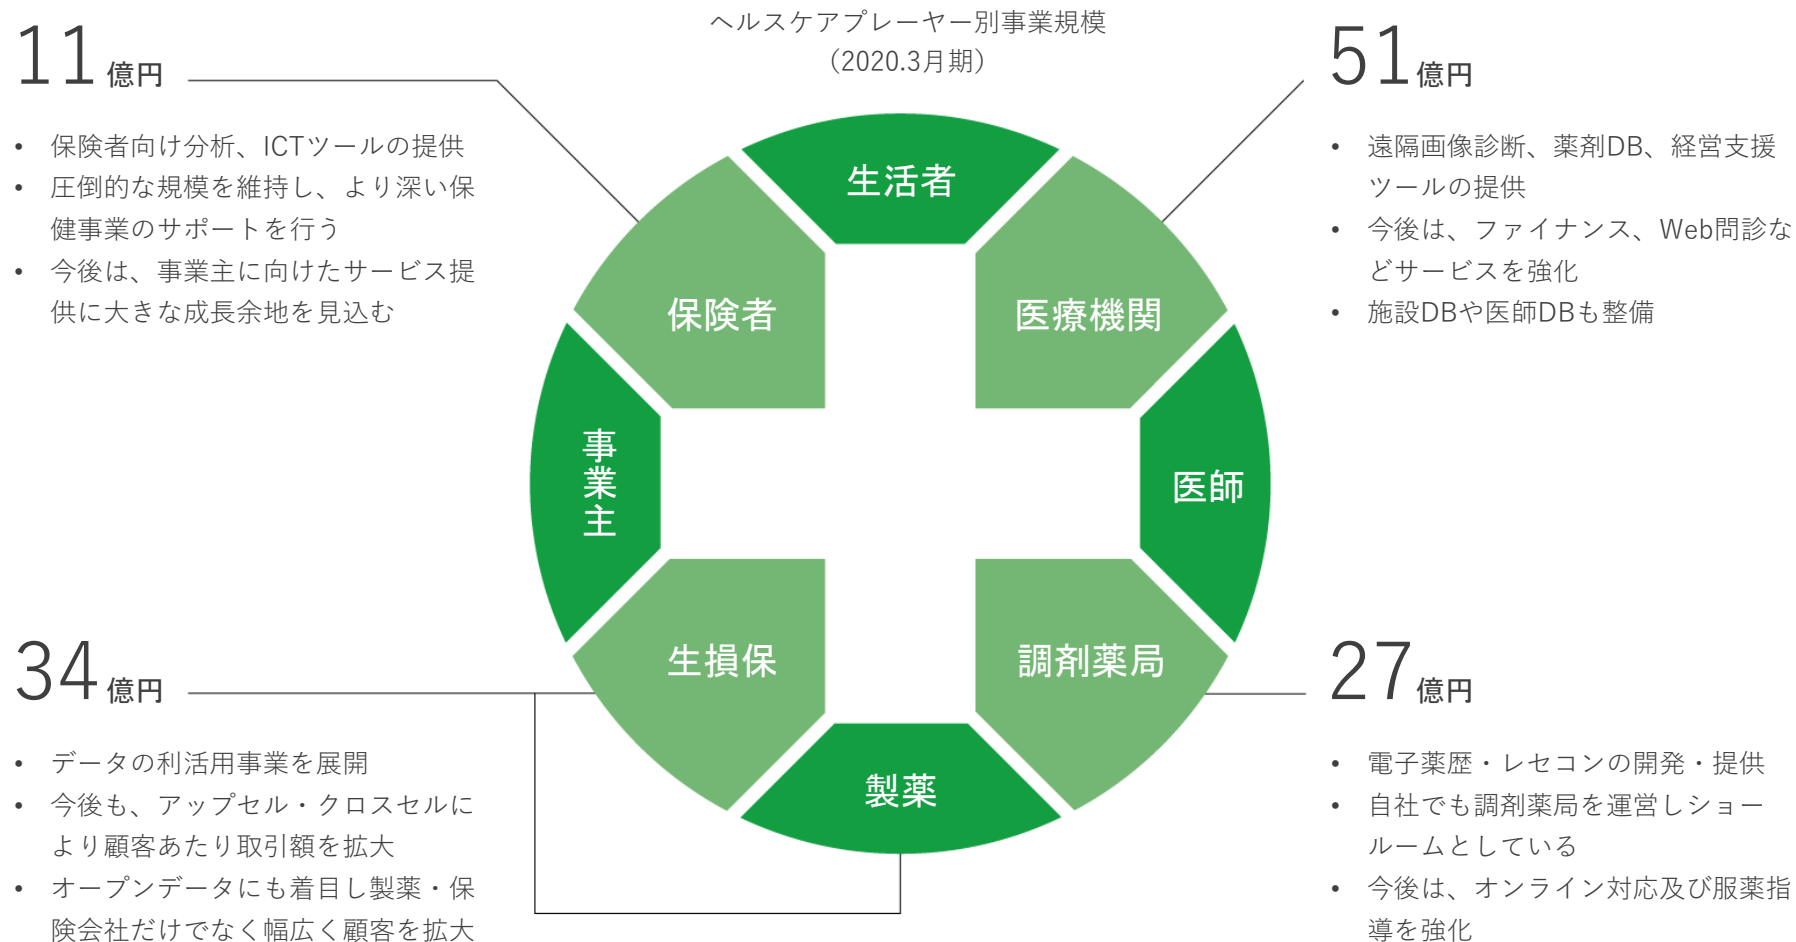 ヘルスケアプレーヤー別事業規模
（2020.3月期）
11億円
• 保険者向け分析、ICTツールの提供
• 圧倒的な規模を維持し、より深い保
健事業のサポートを行う
• 今後は、事業主に向けたサービス提
供に大きな成長余地を見込む
51億円
• 遠隔画像診断、薬剤DB、経営支援
ツールの提供
• 今後は、ファイナンス、Web問診な
どサービスを強化
• 施設DBや医師DBも整備
生活者
保険者
医療機関
事業主
医師
生損保
調剤薬局
製薬
34億円
• データの利活用事業を展開
• 今後も、アップセル・クロスセルに
より顧客あたり取引額を拡大
• オープンデータにも着目し製薬・保
険会社だけでなく幅広く顧客を拡大
27億円
• 電子薬歴・レセコンの開発・提供
• 自社でも調剤薬局を運営しショー
ルームとしている
• 今後は、オンライン対応及び服薬指
導を強化